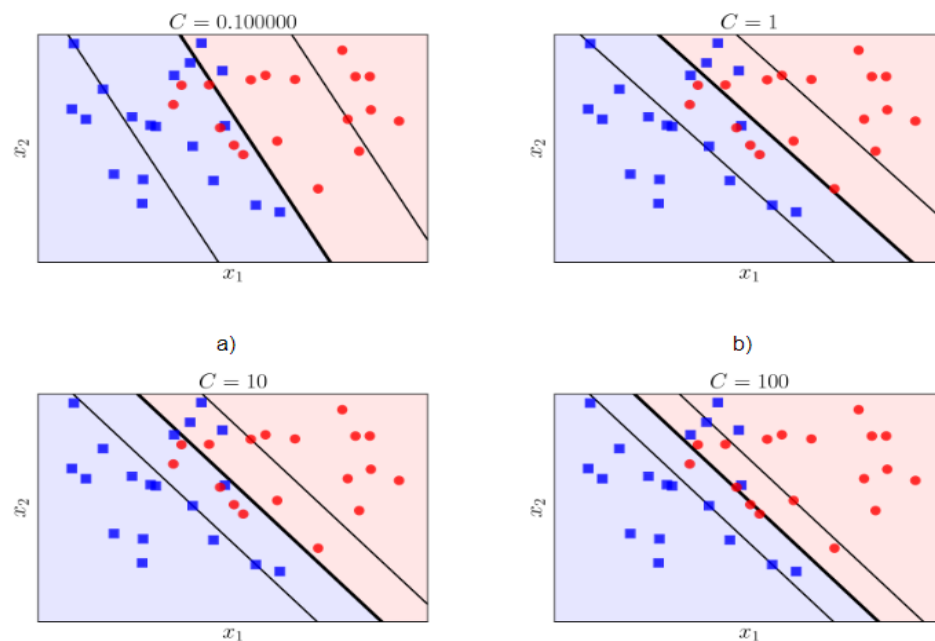 C = 0.100000
C = 1
x₂
x₂
x₁
x₁
a)
b)
C = 10
C = 100
x₂
x₂
x₁
x₁